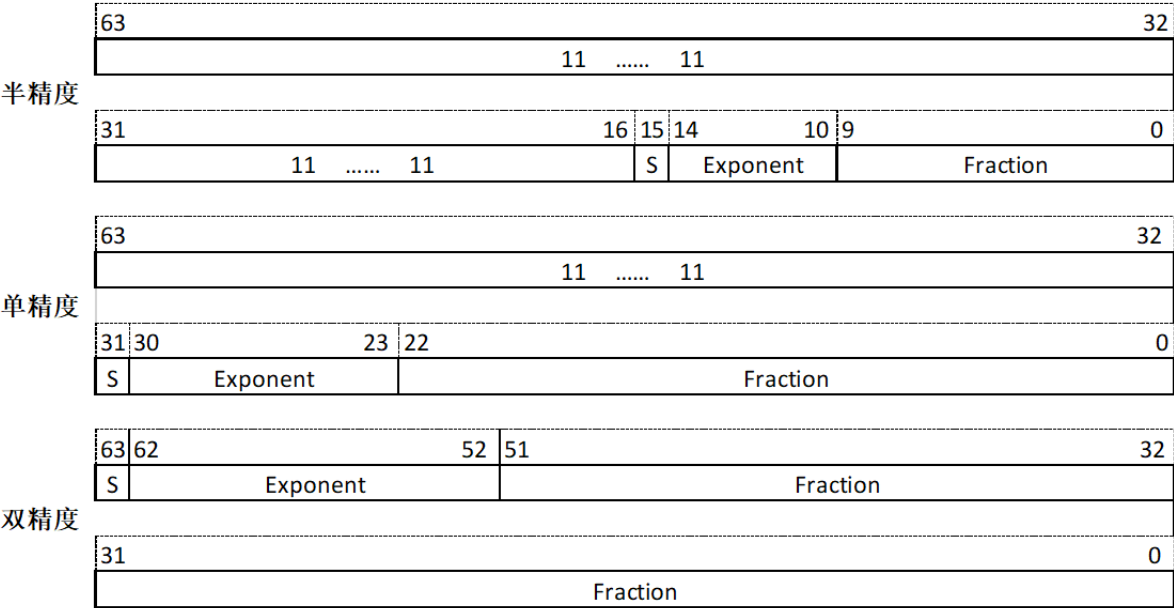 63 32
11 …… 11
半精度
31 16 15 14 10 9 0
11 …… 11 S Exponent Fraction
63 32
11 …… 11
单精度
31 30 23 22 0
S Exponent Fraction
63 62 52 51 32
S Exponent Fraction
双精度
31 0
Fraction